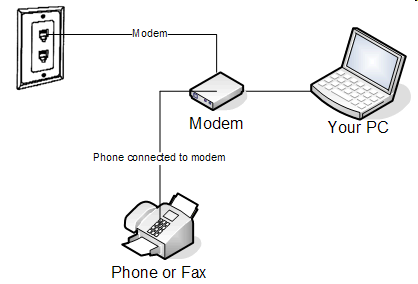 Modem
Modem
Your PC
Phone connected to modem
Phone or Fax